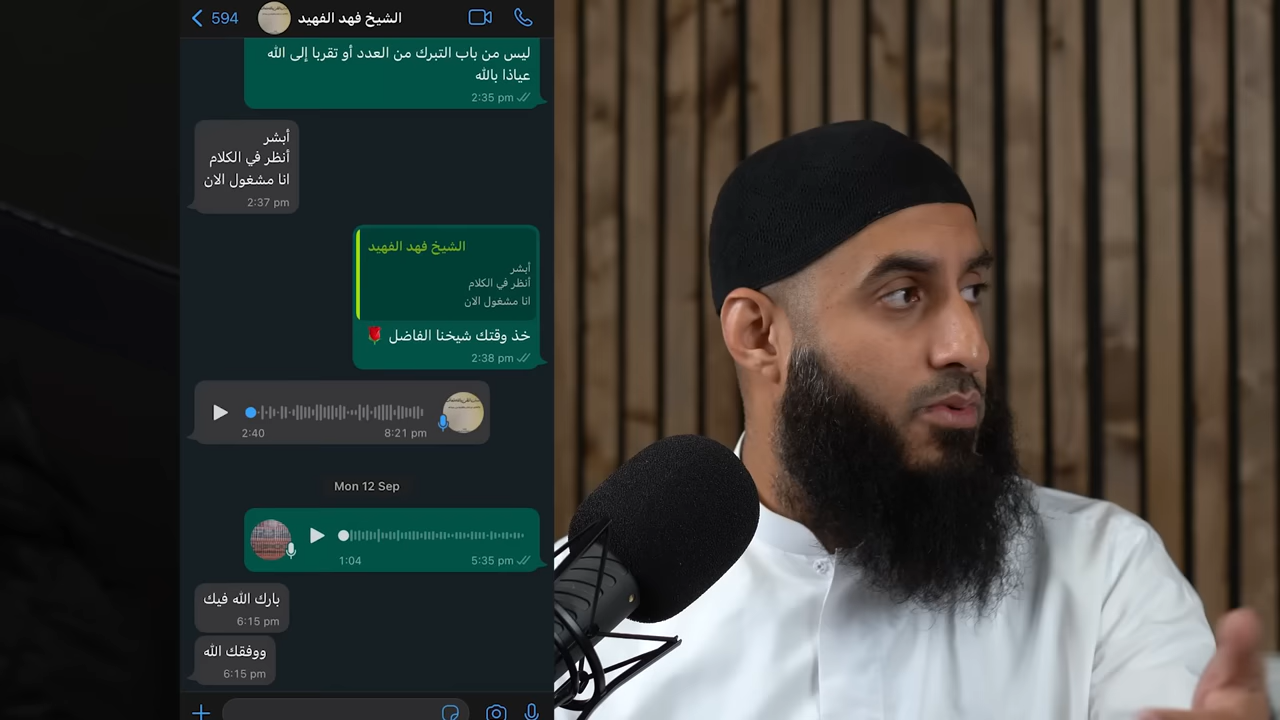 594
الشيخ فهد الفهيد
ليس من باب التبرك من العدد أو تقربا إلى الله
عياذا بالله
2:35 pm
أبشر
أنظر في الكلام
انا مشغول الان
2:37 pm
الشيخ فهد الفهيد
أبشر
أنظر في الكلام
انا مشغول الان
خذ وقتك شيخنا الفاضل 🌹
2:38 pm
2:40
8:21 pm
Mon 12 Sep
1:04
5:35 pm
بارك الله فيك
6:15 pm
ووفقك الله
6:15 pm